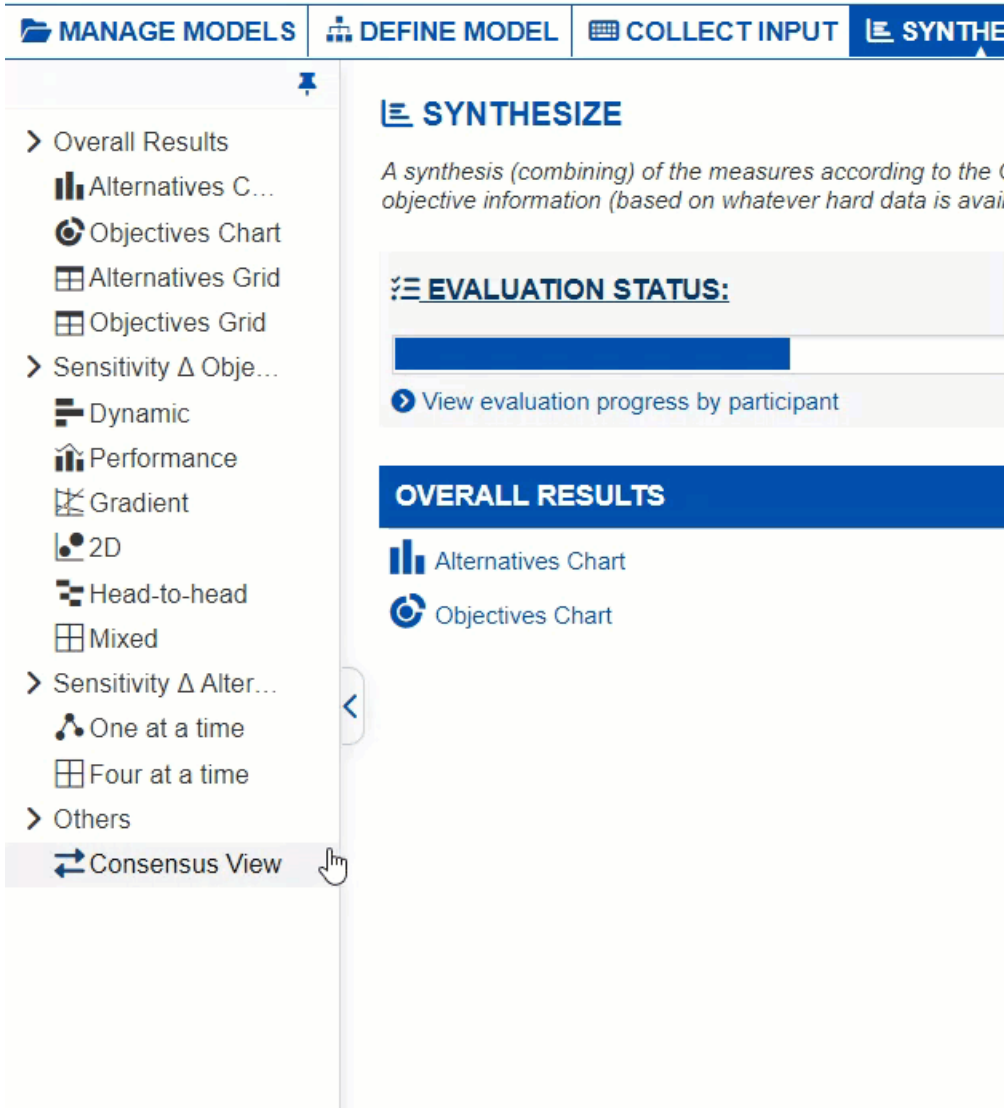 MANAGE MODELS
DEFINE MODEL
COLLECT INPUT
Overall Results
Alternatives C...
Objectives Chart
Alternatives Grid
Objectives Grid
Sensitivity Δ Obje...
Dynamic
Performance
Gradient
2D
Head-to-head
Mixed
Sensitivity Δ Alter...
One at a time
Four at a time
Others
Consensus View
SYNTHESIZE
A synthesis (combining) of the measures according to the
objective information (based on whatever hard data is
EVALUATION STATUS:
View evaluation progress by participant
OVERALL RESULTS
Alternatives Chart
Objectives Chart